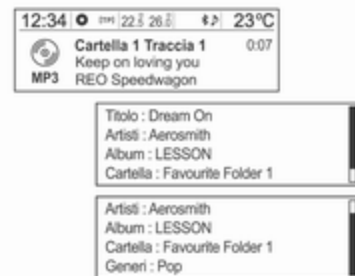 12:34 22.5 26.5 23°C
Cartella 1 Traccia 1 0:07
Keep on loving you
MP3 REO Speedwagon
Titolo : Dream On
Artisti : Aerosmith
Album : LESSON
Cartella : Favourite Folder 1
Artisti : Aerosmith
Album : LESSON
Cartella : Favourite Folder 1
Generi : Pop